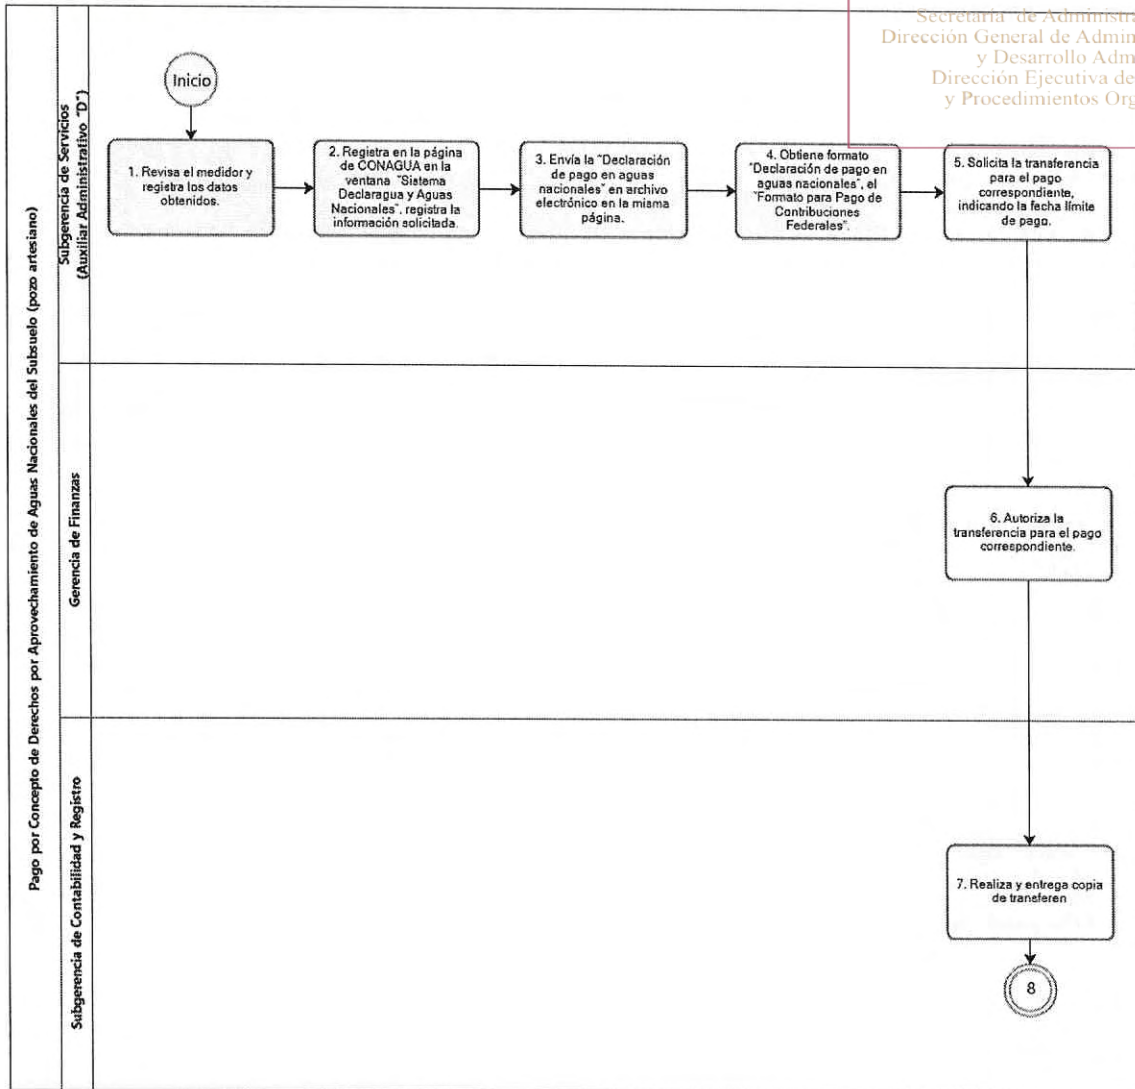 Secretaría de Administra
Dirección General de Admin
y Desarrollo Adm
Dirección Ejecutiva de
y Procedimientos Org
Pago por Concepto de Derechos por Aprovechamiento de Aguas Nacionales del Subsuelo (pozo artesiano)
Subgerencia de Servicios
(Auxiliar Administrativo "D")
Inicio
1. Revisa el medidor y
registra los datos
obtenidos.
2. Registra en la página
de CONAGUA en la
ventana "Sistema
Declaragua y Aguas
Nacionales", registra la
información solicitada.
3. Envía la "Declaración
de pago en aguas
nacionales" en archivo
electrónico en la misma
página.
4. Obtiene formato
"Declaración de pago en
aguas nacionales", el
"Formato para Pago de
Contribuciones
Federales".
5. Solicita la transferencia
para el pago
correspondiente,
indicando la fecha límite
de pago.
Gerencia de Finanzas
6. Autoriza la
transferencia para el pago
correspondiente.
Subgerencia de Contabilidad y Registro
7. Realiza y entrega copia
de transferen
8